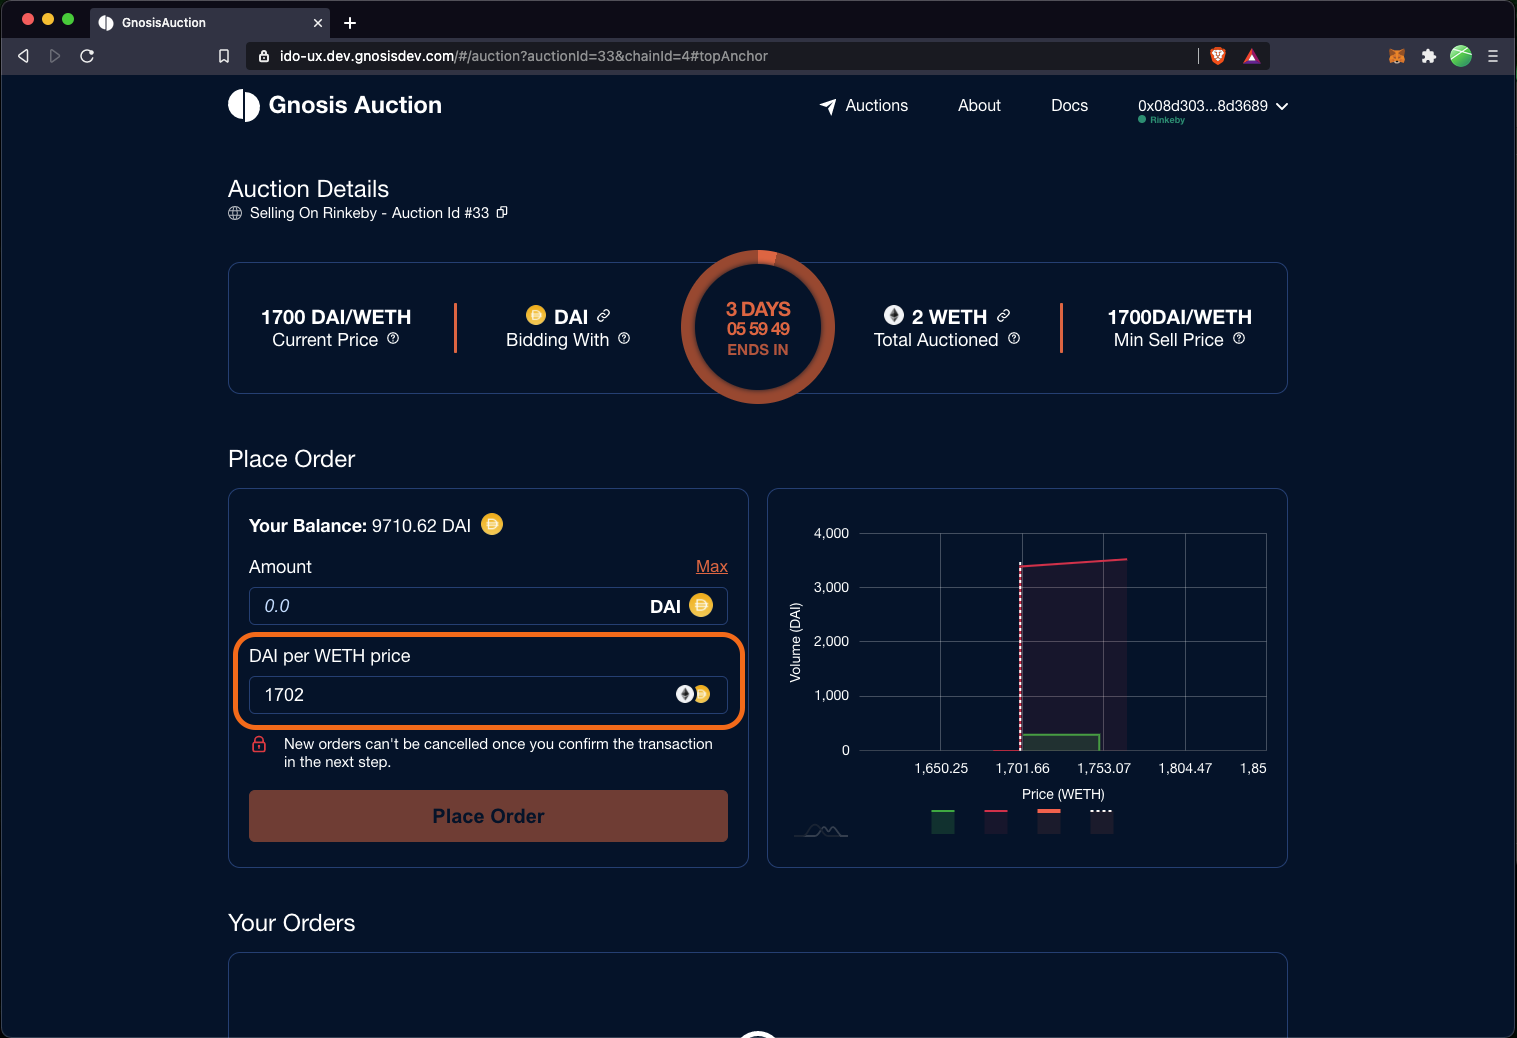 GnosisAuction
ido-ux.dev.gnosisdev.com/#/auction?auctionId=33&chainId=4#topAnchor
Gnosis Auction
Auctions
About
Docs
0x08d303...8d3689
Rinkeby
Auction Details
Selling On Rinkeby - Auction Id #33
1700 DAI/WETH
Current Price
DAI
Bidding With
3 DAYS
05 59 49
ENDS IN
2 WETH
Total Auctioned
1700DAI/WETH
Min Sell Price
Place Order
Your Balance: 9710.62 DAI
Amount
Max
0.0
DAI
DAI per WETH price
1702
New orders can't be cancelled once you confirm the transaction
in the next step.
Place Order
4,000
3,000
2,000
1,000
0
Volume (DAI)
1,650.25
1,701.66
1,753.07
1,804.47
1,85
Price (WETH)
Your Orders